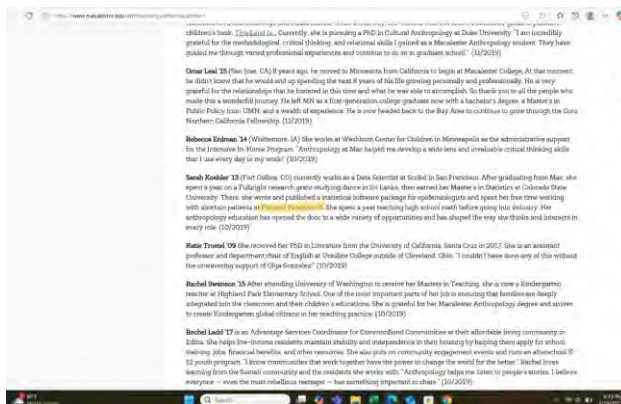 children's book, This Land Is.. Currently, she is pursuing a PhD in Cultural Anthropology at Duke University. "I am incredibly
grateful for the methodological, critical thinking, and relational skills I gained as a Macalester Anthropology student. They have
guided me through varied professional experiences and continue to do so in graduate school." (11/2019)
Omar Leal '15 (San Jose, CA) 8 years ago, he moved to Minnesota from California to begin at Macalester College. At that moment,
he didn't know that he would end up spending the next 8 years of his life growing personally and professionally. He is very
grateful for the relationships that he fostered in this time and what he was able to accomplish. So thank you to all the people who
made this a wonderful journey. He left MN as a first-generation college graduate now with a bachelor's degree, a Master's in
Public Policy from UMN, and a wealth of experience. He is now headed back to the Bay Area to continue to grow through the Coro
Northern California Fellowship. (11/2019)
Rebecca Erdman '14 (Whittemore, IA) She works at Washburn Center for Children in Minneapolis as the administrative support
for the Intensive In-Home Program. "Anthropology at Mac helped me develop a wide lens and invaluable critical thinking skills
that I use every day in my work!" (10/2019)
Sarah Koehler '13 (Fort Collins, CO) currently works as a Data Scientist at Scribd in San Francisco. After graduating from Mac, she
spent a year on a Fulbright research grant studying dance in Sri Lanka, then earned her Master's in Statistics at Colorado State
University. There, she wrote and published a statistical software package for epidemiologists and spent her free time working
with abortion patients at Planned Parenthood. She spent a year teaching high school math before going into industry. Her
anthropology education has opened the door to a wide variety of opportunities and has shaped the way she thinks and interacts in
every role. (10/2019)
Katie Trostel '09 She received her PhD in Literature from the University of California, Santa Cruz in 2017. She is an assistant
professor and department chair of English at Ursuline College outside of Cleveland, Ohio. "I couldn't have done any of this without
the unwavering support of Olga Gonzalez!" (10/2019)
Rachel Swanson '15 After attending University of Washington to receive her Masters in Teaching, she is now a Kindergarten
teacher at Highland Park Elementary School. One of the most important parts of her job is ensuring that families are deeply
integrated into the classroom and their children's educations. She is grateful for her Macalester Anthropology degree and strives
to create Kindergarten global citizens in her teaching practice. (10/2019)
Rachel Ladd '17 is an Advantage Services Coordinator for CommonBond Communities at their affordable living community in
Edina. She helps low-income residents maintain stability and independence in their housing by helping them apply for school,
training, jobs, financial benefits, and other resources. She also puts on community engagement events and runs an afterschool K-
12 youth program. "I know communities that work together have the power to change the world for the better." Rachel loves
learning from the Somali community and the residents she works with. "Anthropology helps me listen to people's stories. I believe
everyone — even the most rebellious teenager — has something important to share." (10/2019)
Search